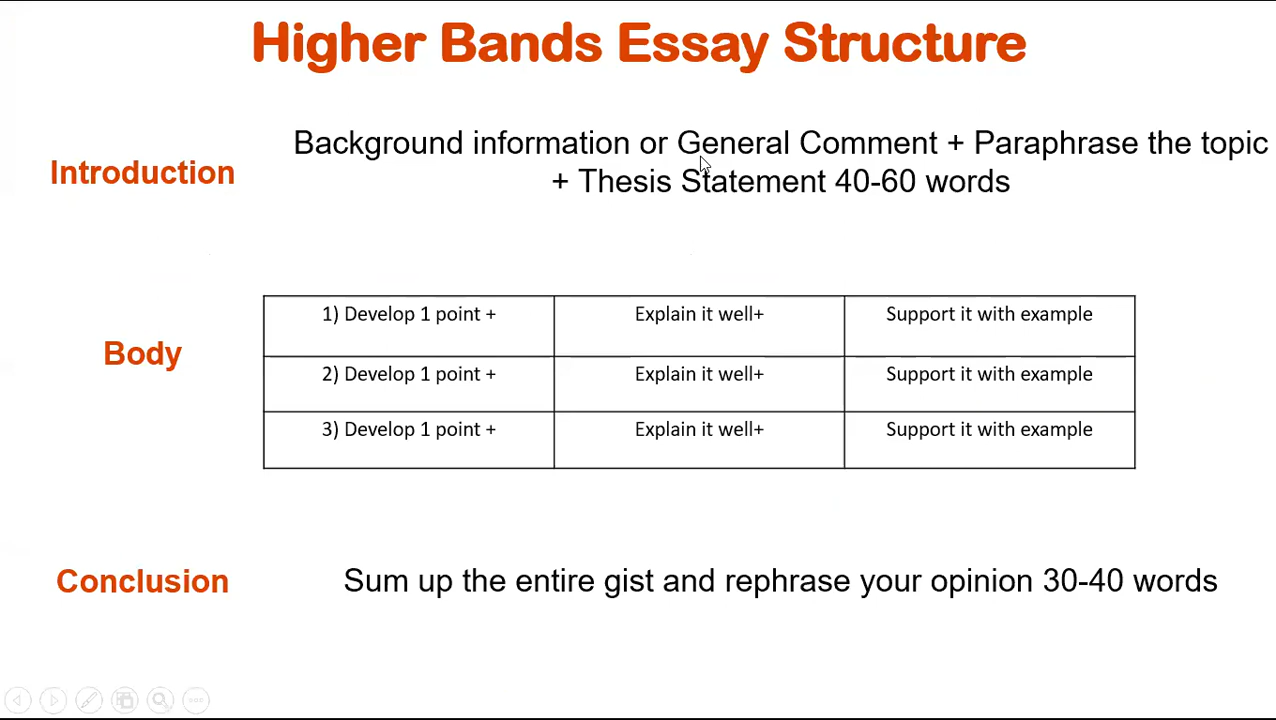 Higher Bands Essay Structure
Introduction
Background information or General Comment + Paraphrase the topic
+ Thesis Statement 40-60 words
Body
1) Develop 1 point + Explain it well+ Support it with example
2) Develop 1 point + Explain it well+ Support it with example
3) Develop 1 point + Explain it well+ Support it with example
Conclusion
Sum up the entire gist and rephrase your opinion 30-40 words